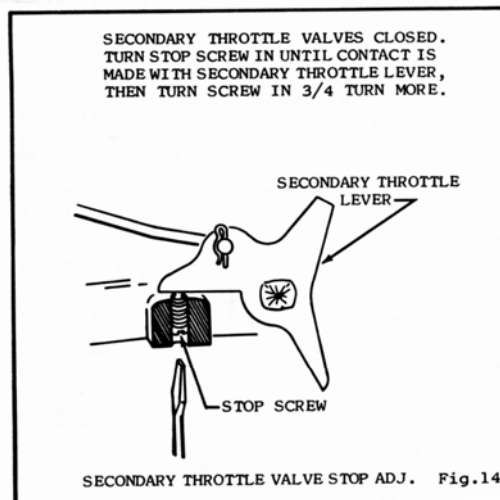 SECONDARY THROTTLE VALVES CLOSED.
TURN STOP SCREW IN UNTIL CONTACT IS
MADE WITH SECONDARY THROTTLE LEVER,
THEN TURN SCREW IN 3/4 TURN MORE.
SECONDARY THROTTLE
LEVER
STOP SCREW
SECONDARY THROTTLE VALVE STOP ADJ. Fig.14